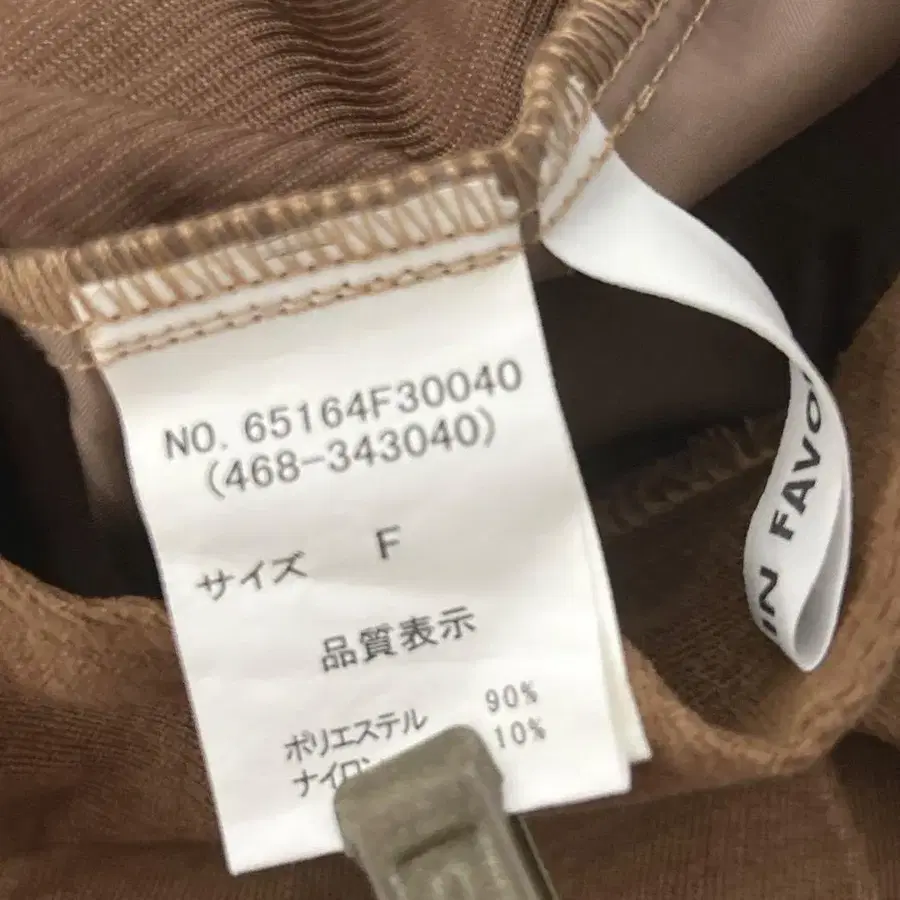 NO. 65164F30040
(468-343040)
サイズ F
品質表示
ポリエステル 90%
ナイロン 10%
IN FAVO